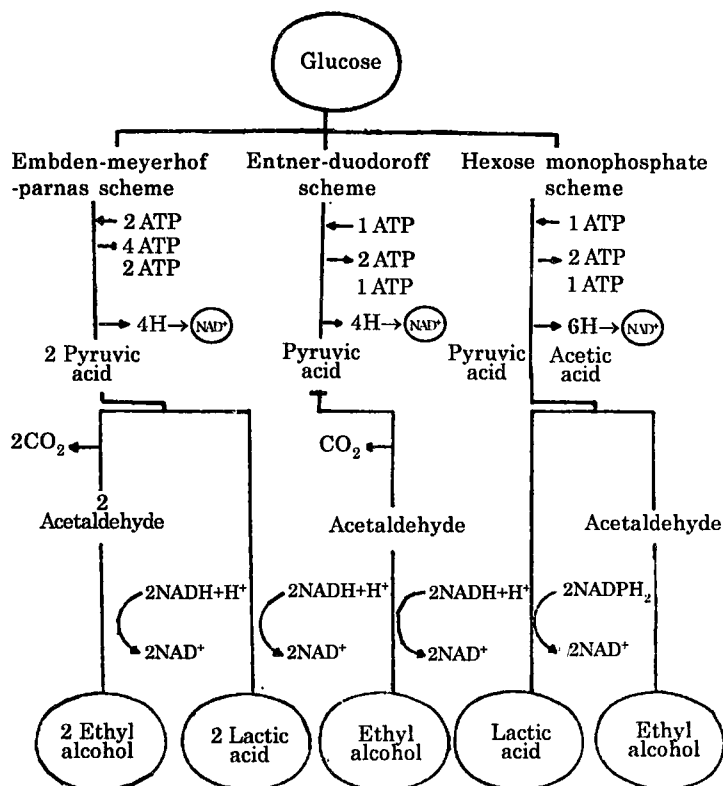 Glucose
Embden-meyerhof
-parnas scheme
2 ATP
4 ATP
2 ATP
4H→ NAD⁺
2 Pyruvic
acid
2CO₂
2
Acetaldehyde
2NADH+H⁺
2NAD⁺
2 Ethyl
alcohol
2NADH+H⁺
2NAD⁺
2 Lactic
acid
Entner-duodoroff
scheme
1 ATP
2 ATP
1 ATP
4H→ NAD⁺
Pyruvic
acid
CO₂
Acetaldehyde
2NADH+H⁺
2NAD⁺
Ethyl
alcohol
Hexose monophosphate
scheme
1 ATP
2 ATP
1 ATP
6H→ NAD⁺
Pyruvic
acid
Acetic
acid
Lactic
acid
Acetaldehyde
2NADPH₂
2NAD⁺
Ethyl
alcohol